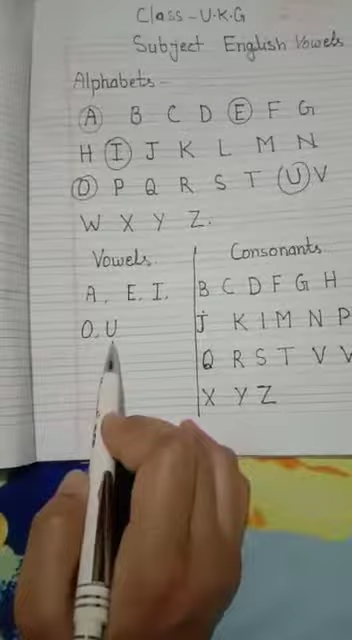 Class - U.K.G
Subject English Vowels
Alphabets -
A B C D E F G
H I J K L M N
O P Q R S T U V
W X Y Z.
Vowels.
A, E, I,
O, U
Consonants
B C D F G H
J K l M N P
Q R S T V V
X Y Z